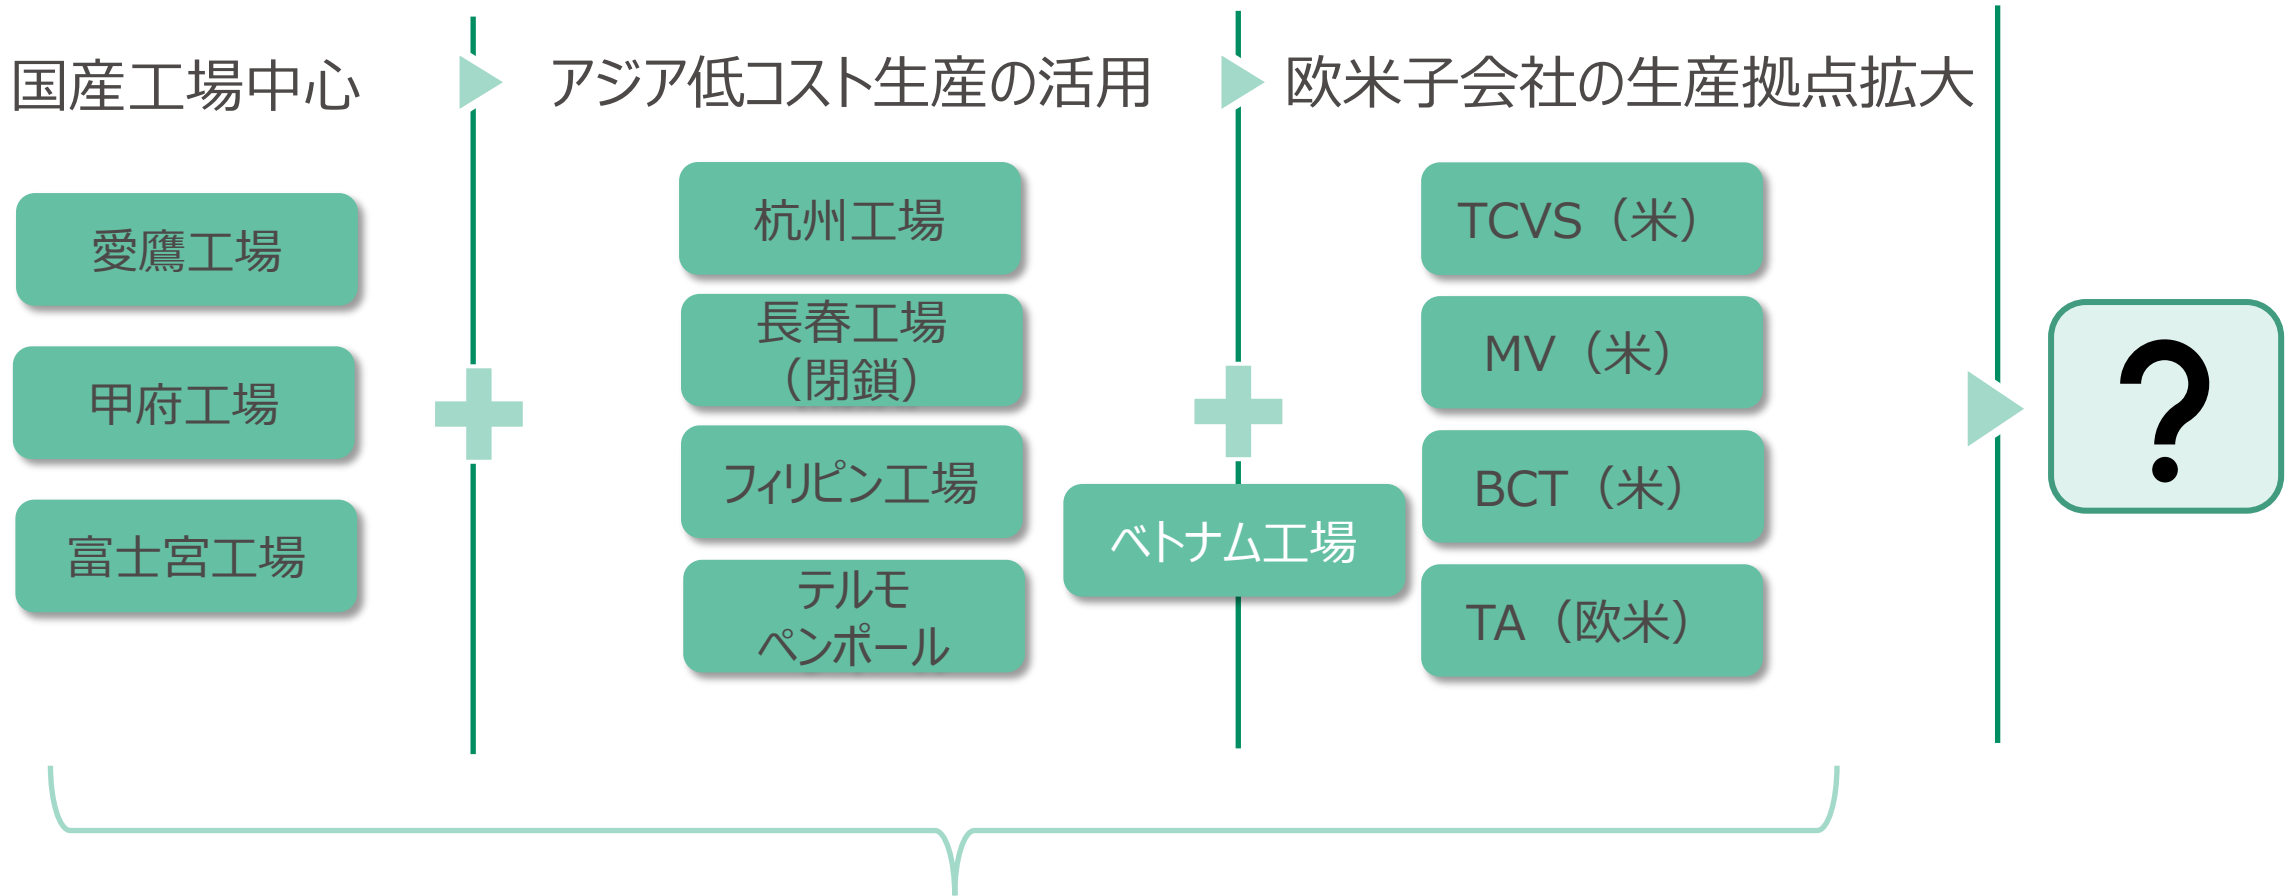 国産工場中心
愛鷹工場
甲府工場
富士宮工場
アジア低コスト生産の活用
杭州工場
長春工場
（閉鎖）
フィリピン工場
テルモ
ペンポール
ベトナム工場
欧米子会社の生産拠点拡大
TCVS（米）
MV（米）
BCT（米）
TA（欧米）
?